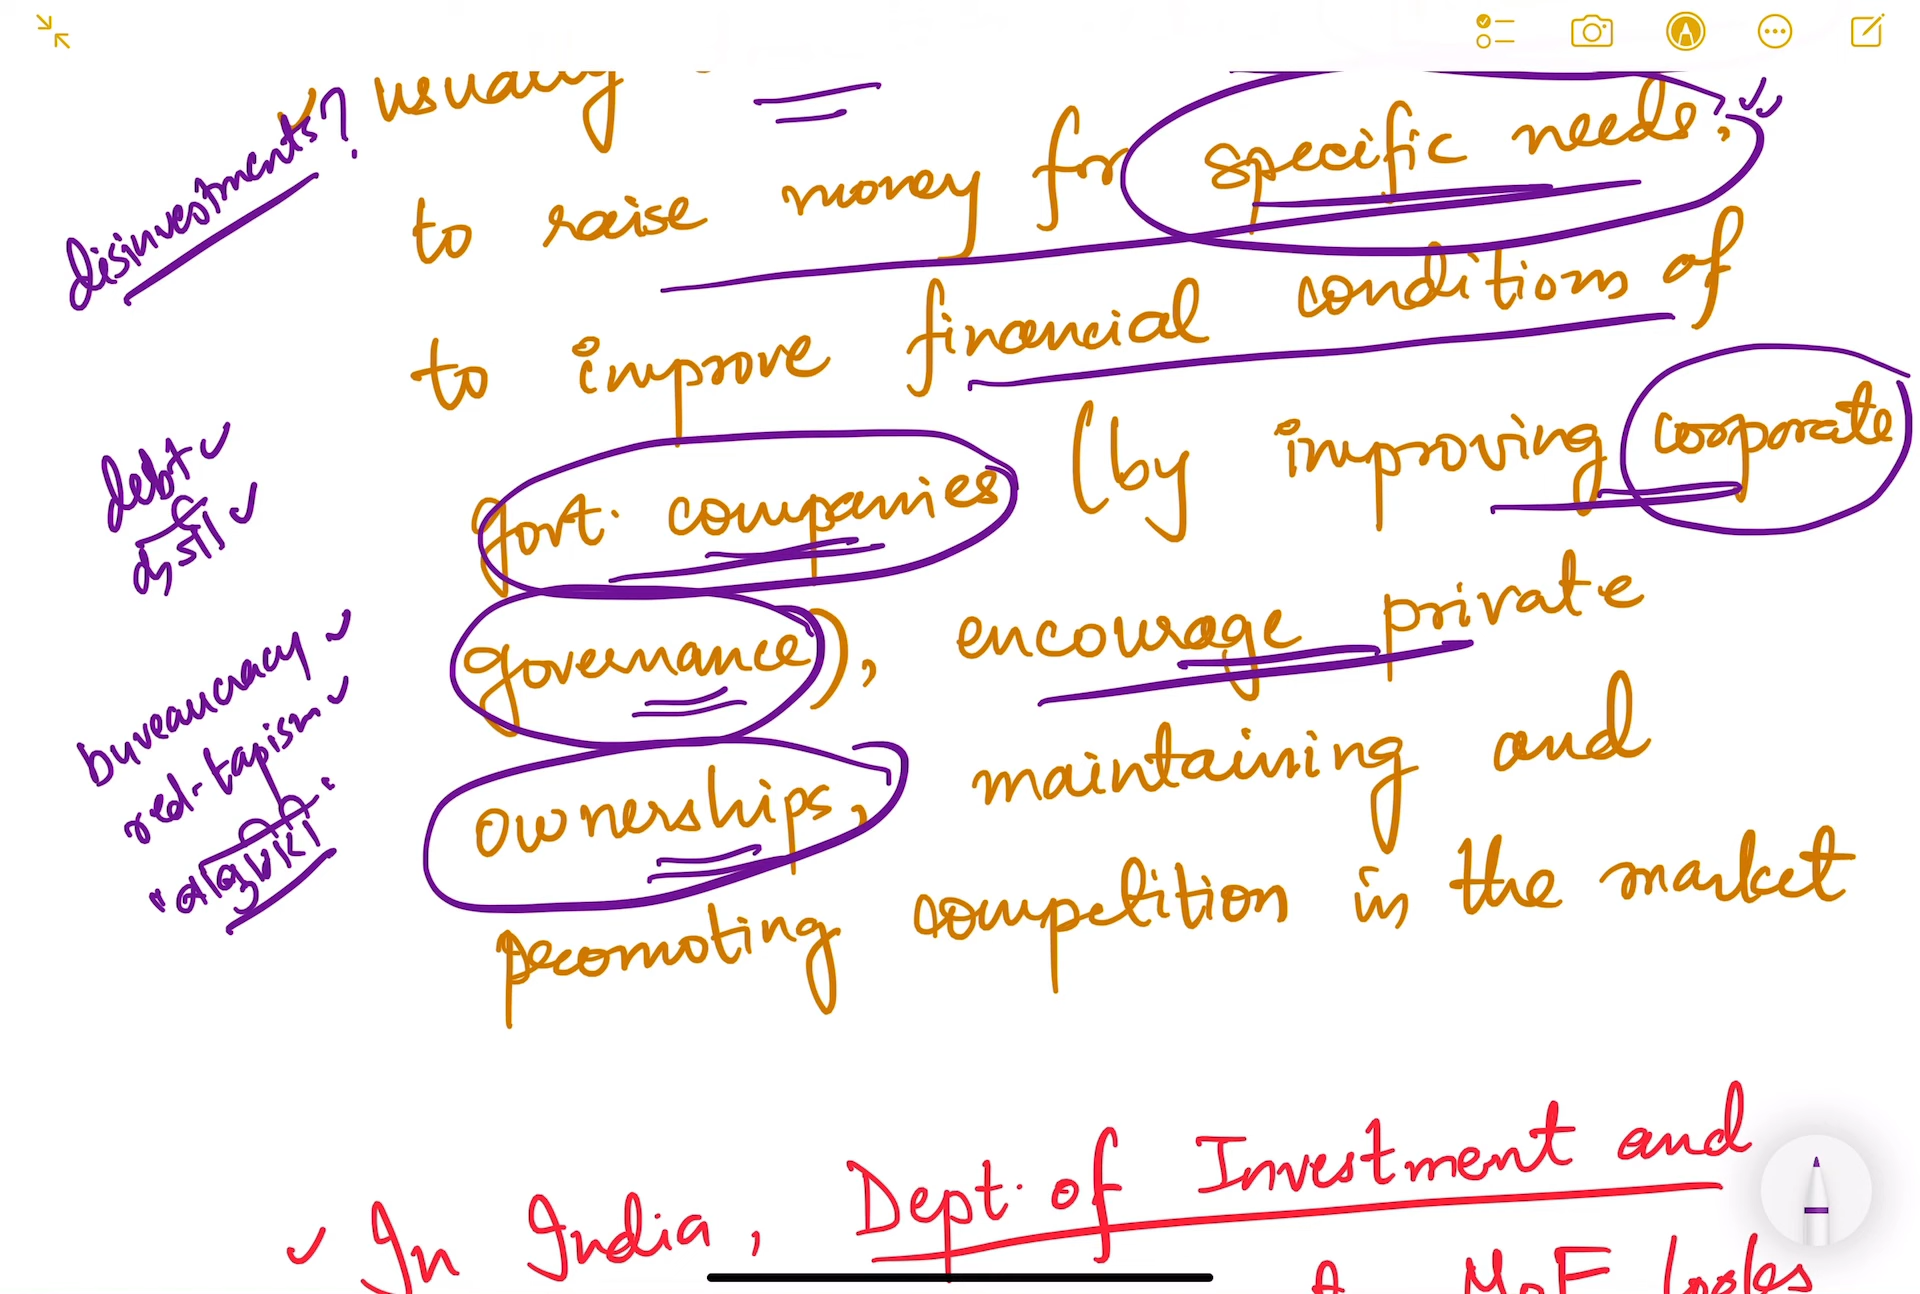 usually
disinvestments?
to raise money for specific needs,
to improve financial conditions of
govt. companies (by improving corporate
debt
कर्जा
governance), encourage private
bureaucracy
red-tapism
ownerships, maintaining and
promoting competition in the market
In India, Dept. of Investment and
MoF looks